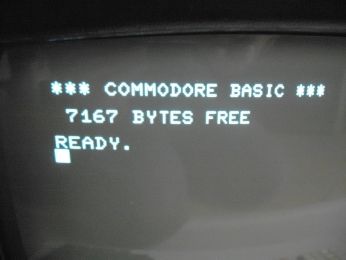 *** COMMODORE BASIC ***
7167 BYTES FREE
READY.